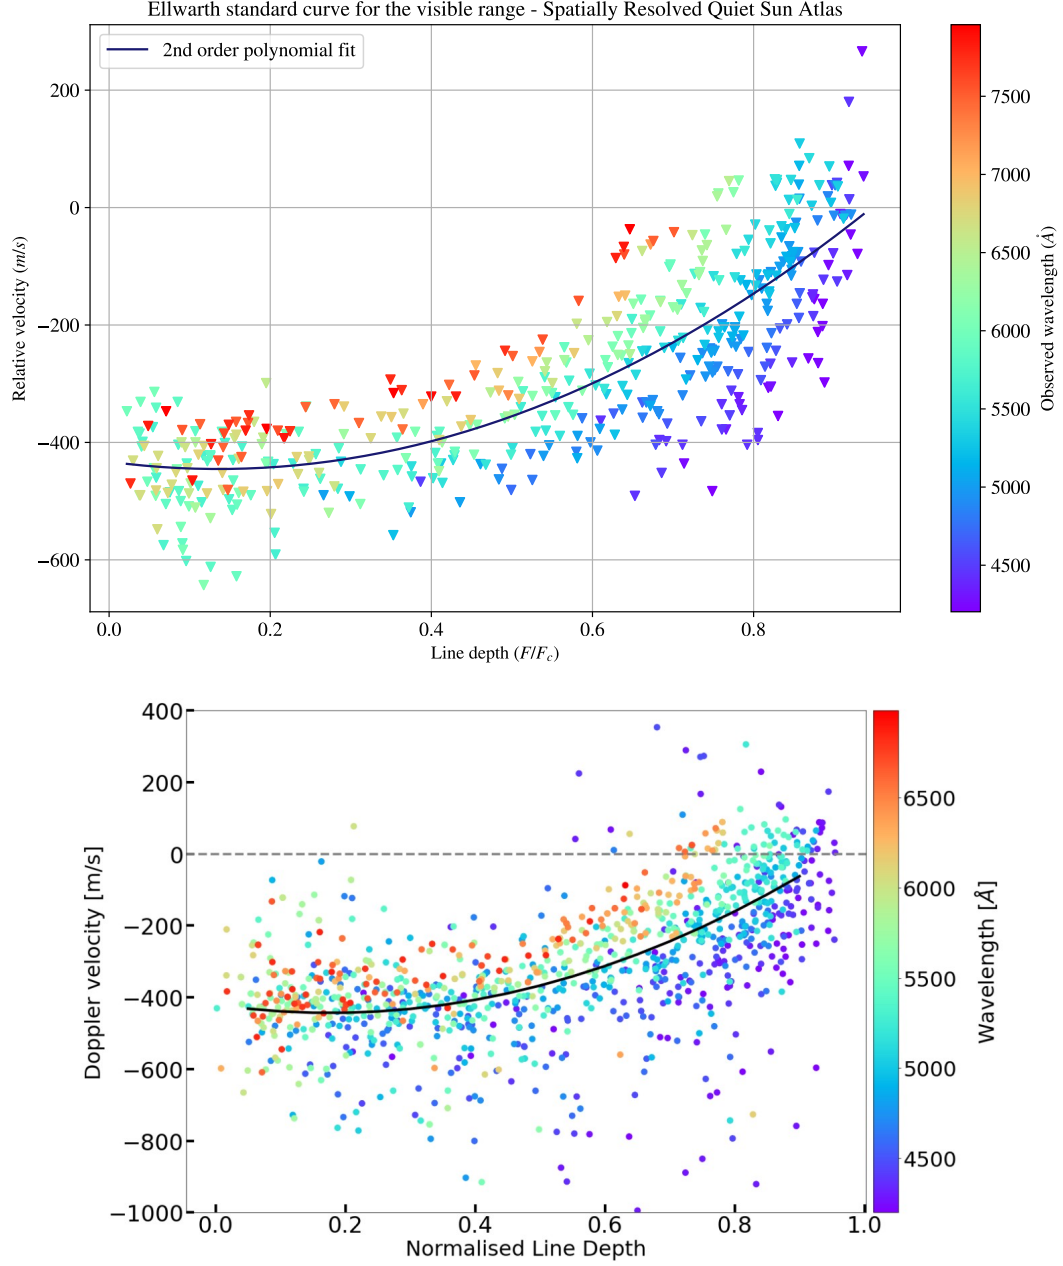 Ellwarth standard curve for the visible range - Spatially Resolved Quiet Sun Atlas
2nd order polynomial fit
200
0
−200
−400
−600
Relative velocity (m/s)
0.0 0.2 0.4 0.6 0.8
Line depth (F/Fc)
7500
7000
6500
6000
5500
5000
4500
Observed wavelength (Å)
400
200
0
−200
−400
−600
−800
−1000
Doppler velocity [m/s]
0.0 0.2 0.4 0.6 0.8 1.0
Normalised Line Depth
6500
6000
5500
5000
4500
Wavelength [Å]